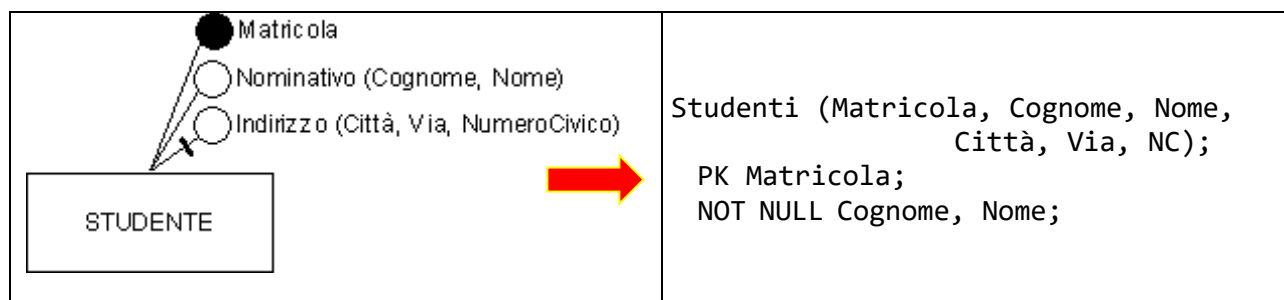 Matricola
Nominativo (Cognome, Nome)
Indirizzo (Città, Via, NumeroCivico)
STUDENTE
Studenti (Matricola, Cognome, Nome,
Città, Via, NC);
PK Matricola;
NOT NULL Cognome, Nome;